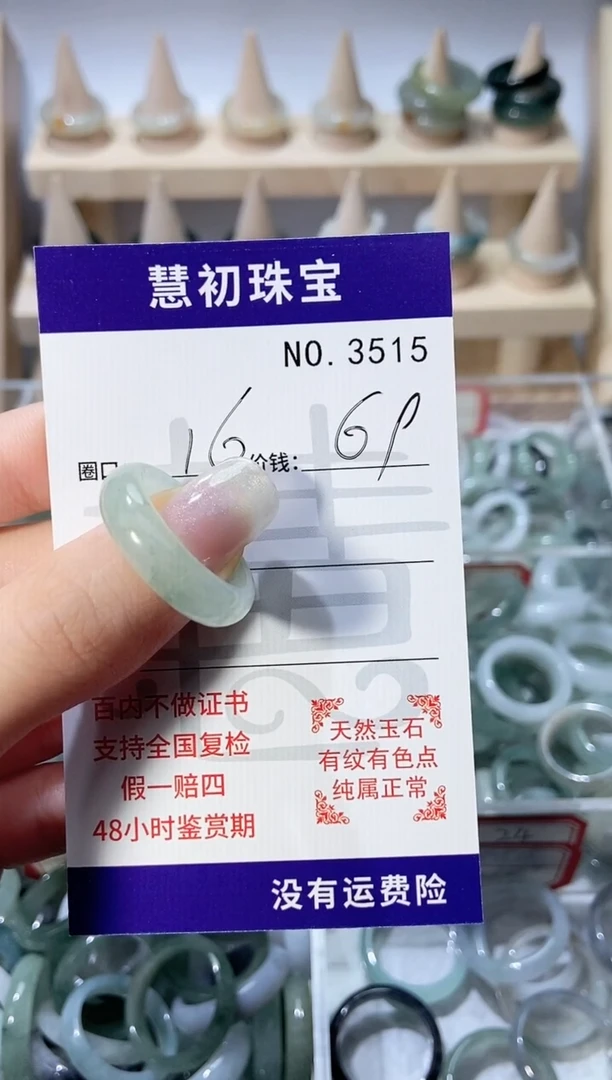 慧初珠宝
NO.3515
圈口 16 价钱: 69
百内不做证书
支持全国复检
假一赔四
48小时鉴赏期
天然玉石
有纹有色点
纯属正常
没有运费险